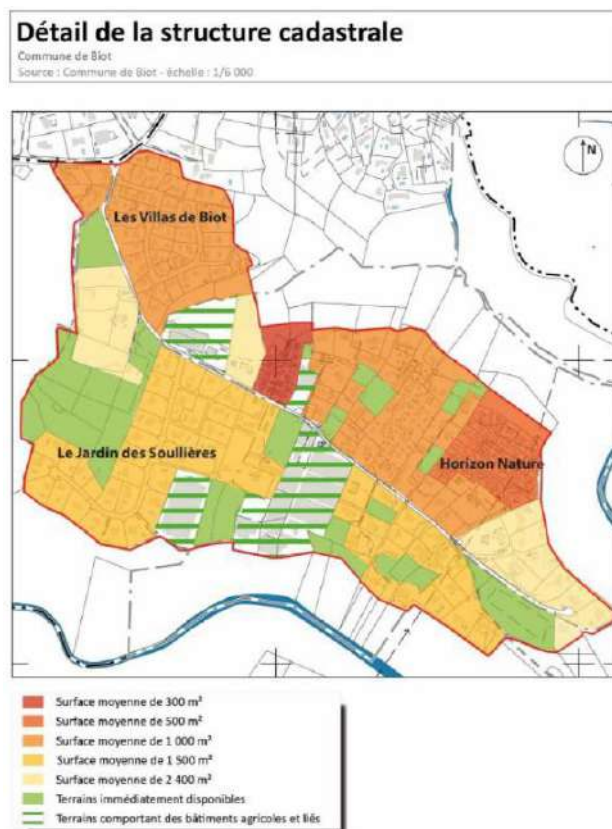 Détail de la structure cadastrale
Commune de Biot
Source : Commune de Biot - échelle : 1/6 000
N
Les Villas de Biot
Le Jardin des Soullières
Horizon Nature
Surface moyenne de 300 m²
Surface moyenne de 500 m²
Surface moyenne de 1 000 m²
Surface moyenne de 1 500 m²
Surface moyenne de 2 400 m²
Terrains immédiatement disponibles
Terrains comportant des bâtiments agricoles et liés